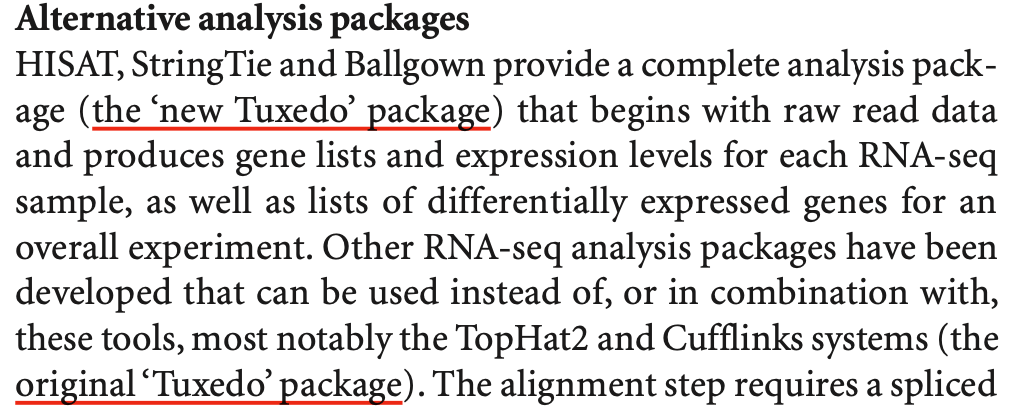 Alternative analysis packages
HISAT, StringTie and Ballgown provide a complete analysis pack-
age (the ‘new Tuxedo’ package) that begins with raw read data
and produces gene lists and expression levels for each RNA-seq
sample, as well as lists of differentially expressed genes for an
overall experiment. Other RNA-seq analysis packages have been
developed that can be used instead of, or in combination with,
these tools, most notably the TopHat2 and Cufflinks systems (the
original ‘Tuxedo’ package). The alignment step requires a spliced